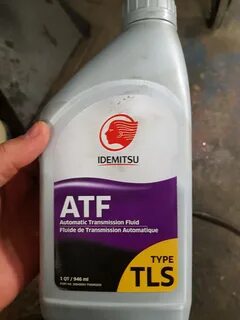 IDEMITSU
ATF
Automatic Transmission Fluid
Fluide de Transmission Automatique
TYPE
TLS
1 QT / 946 ml